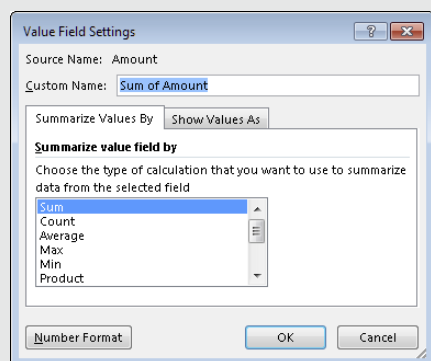 Value Field Settings
Source Name: Amount
Custom Name: Sum of Amount
Summarize Values By Show Values As
Summarize value field by
Choose the type of calculation that you want to use to summarize
data from the selected field
Sum
Count
Average
Max
Min
Product
Number Format OK Cancel